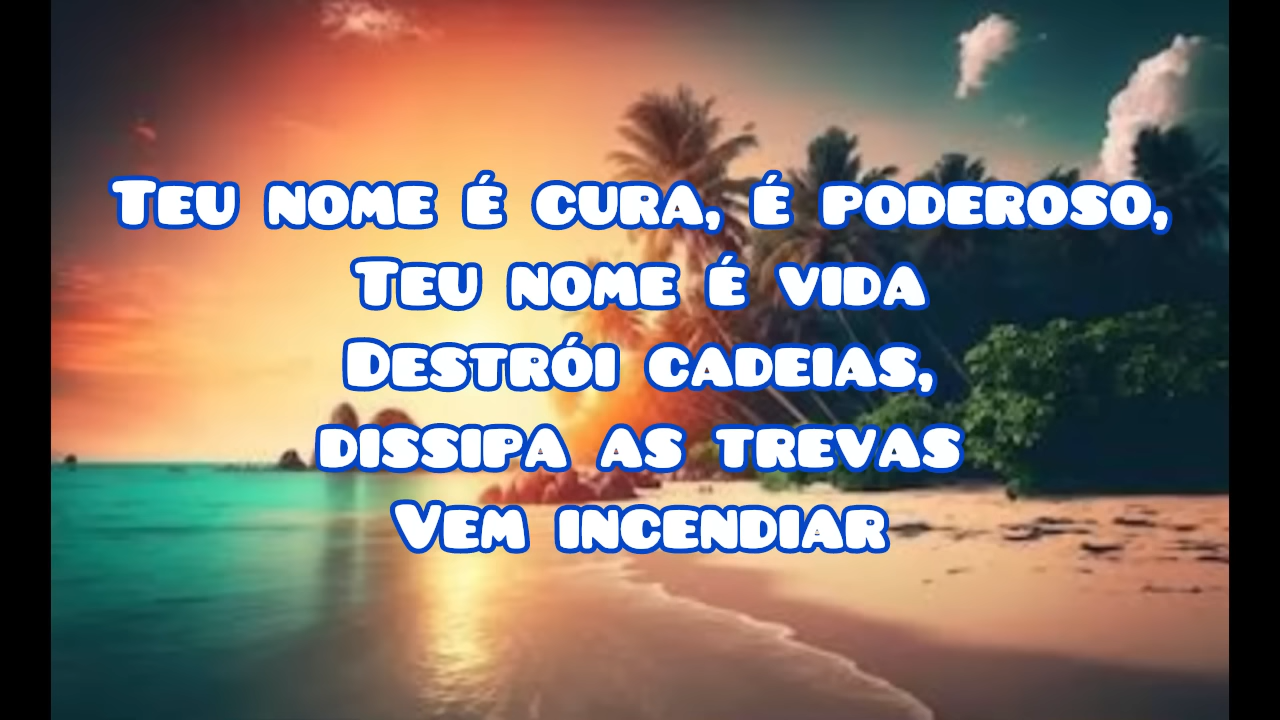 Teu nome é cura, é poderoso,
Teu nome é vida
Destrói cadeias,
dissipa as trevas
Vem incendiar